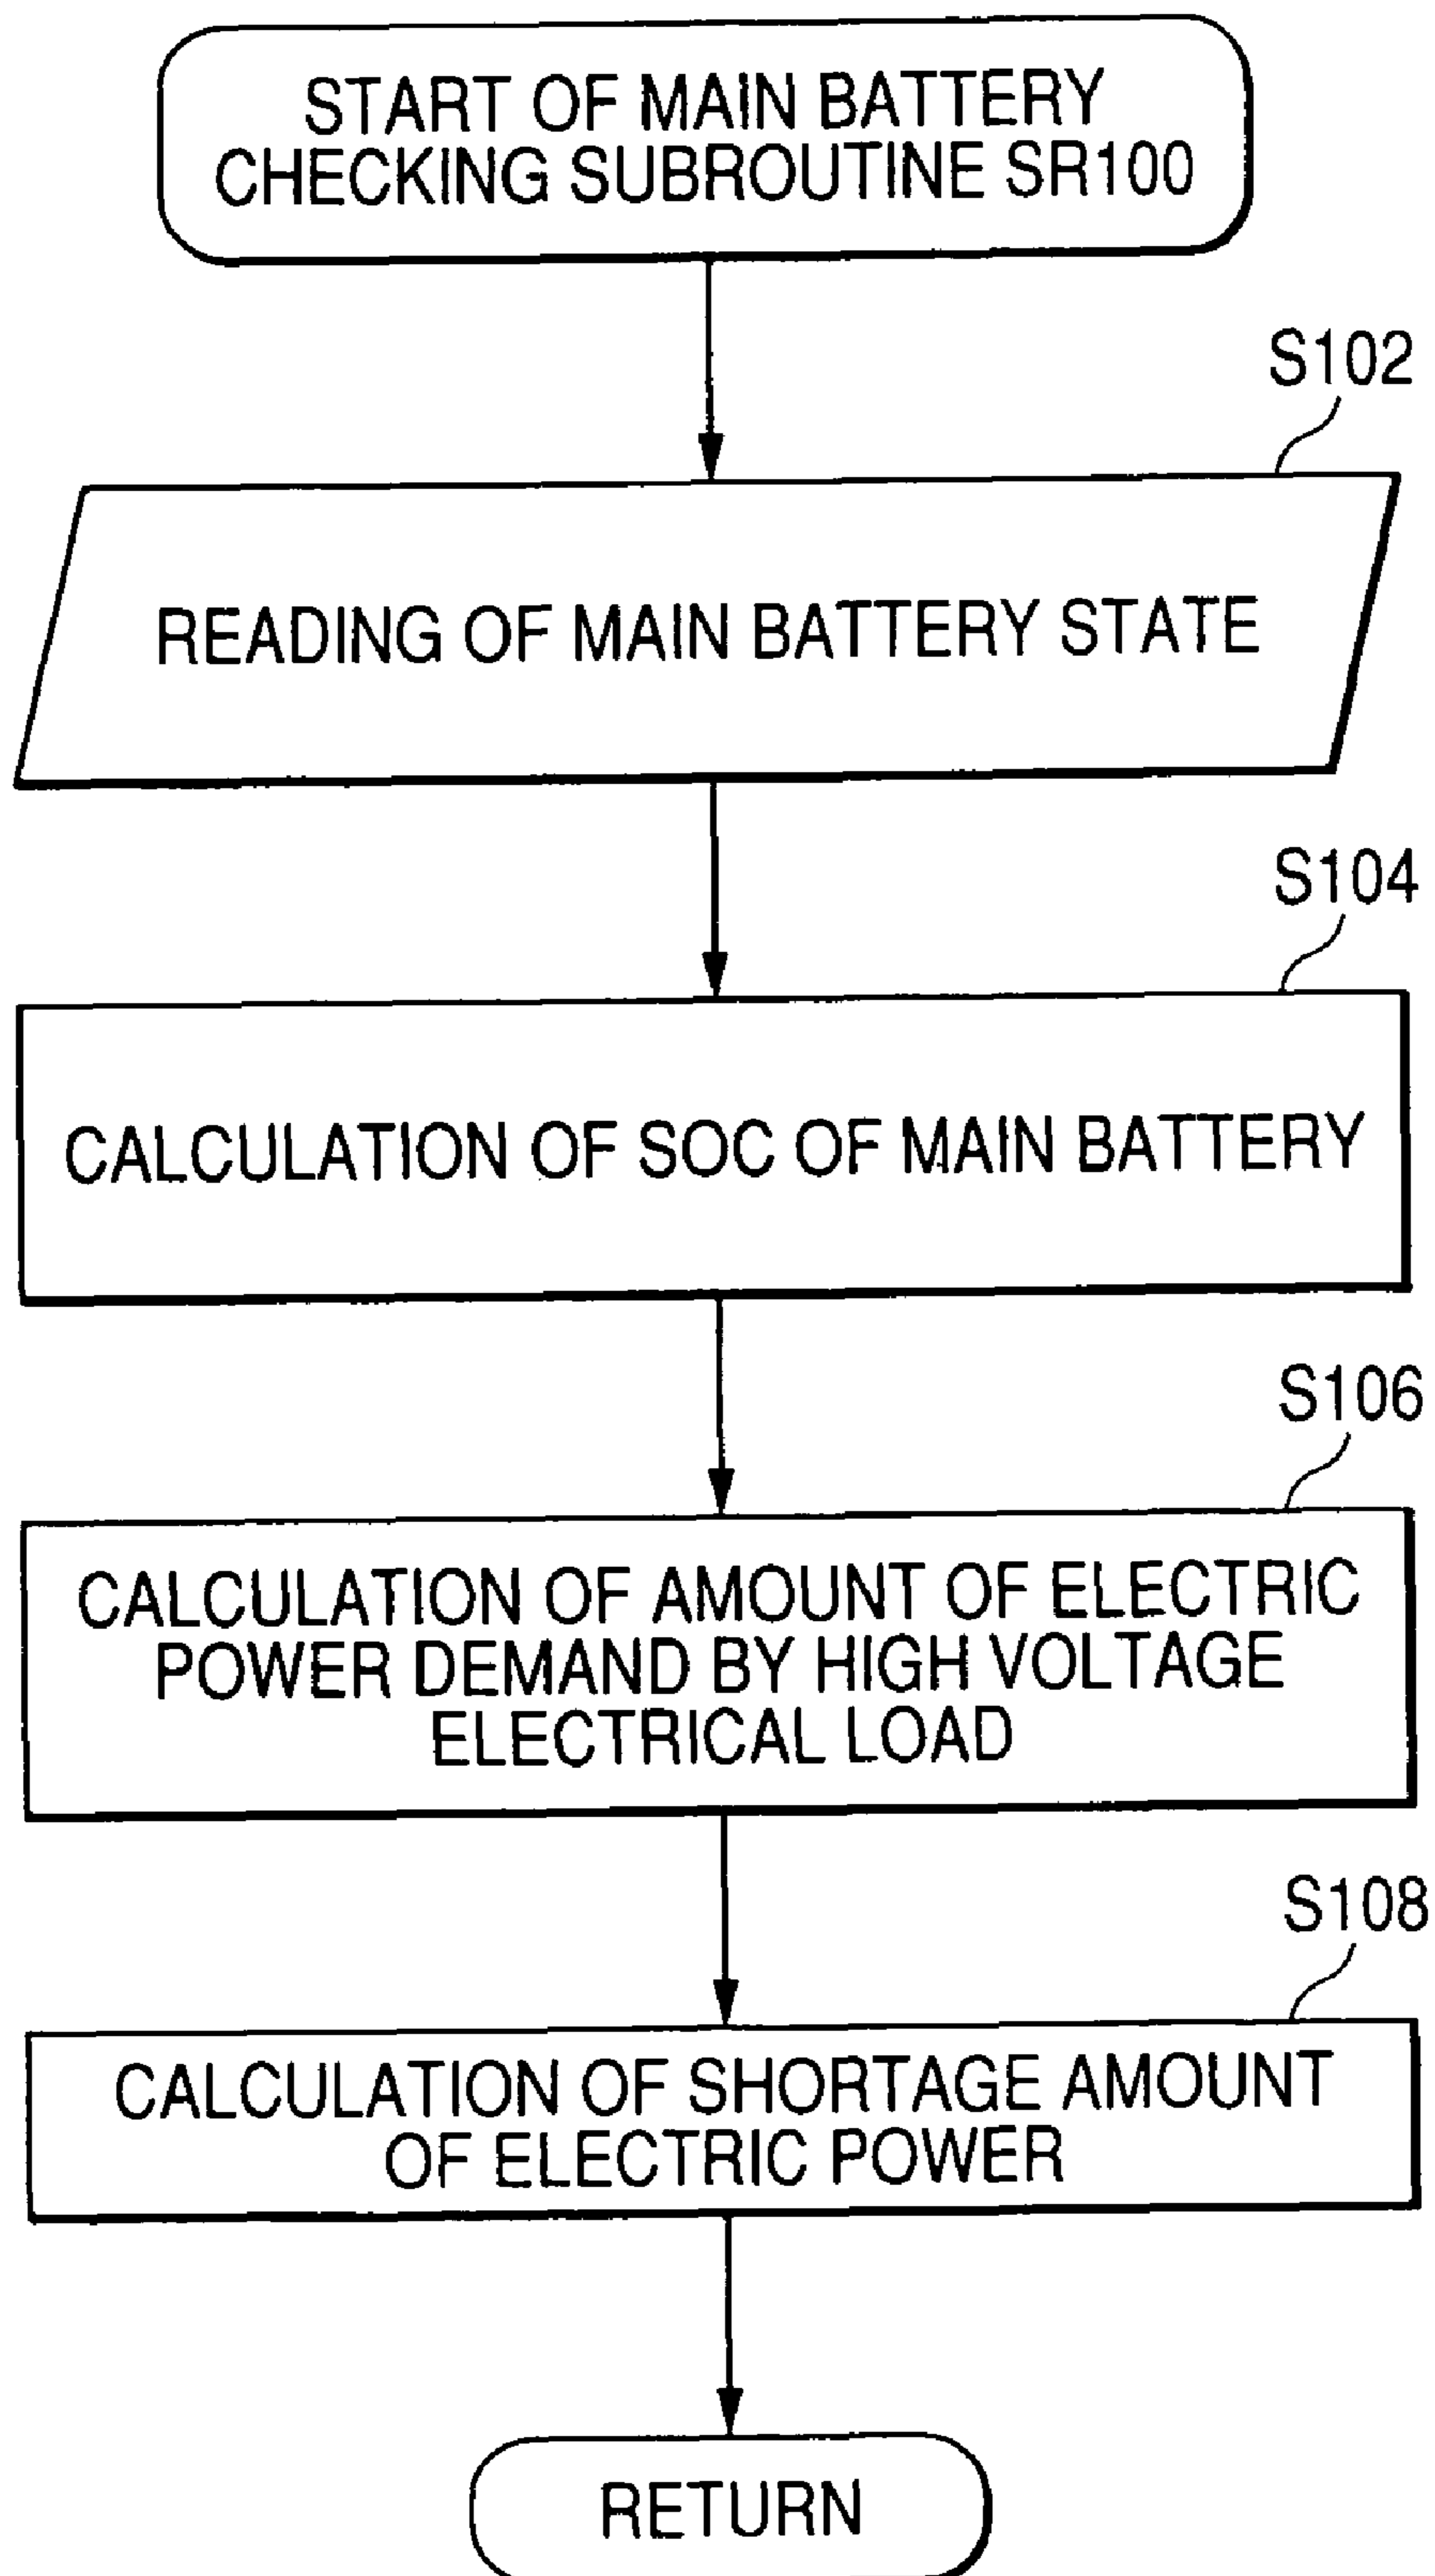 START OF MAIN BATTERY
CHECKING SUBROUTINE SR100
S102
READING OF MAIN BATTERY STATE
S104
CALCULATION OF SOC OF MAIN BATTERY
S106
CALCULATION OF AMOUNT OF ELECTRIC
POWER DEMAND BY HIGH VOLTAGE
ELECTRICAL LOAD
S108
CALCULATION OF SHORTAGE AMOUNT
OF ELECTRIC POWER
RETURN